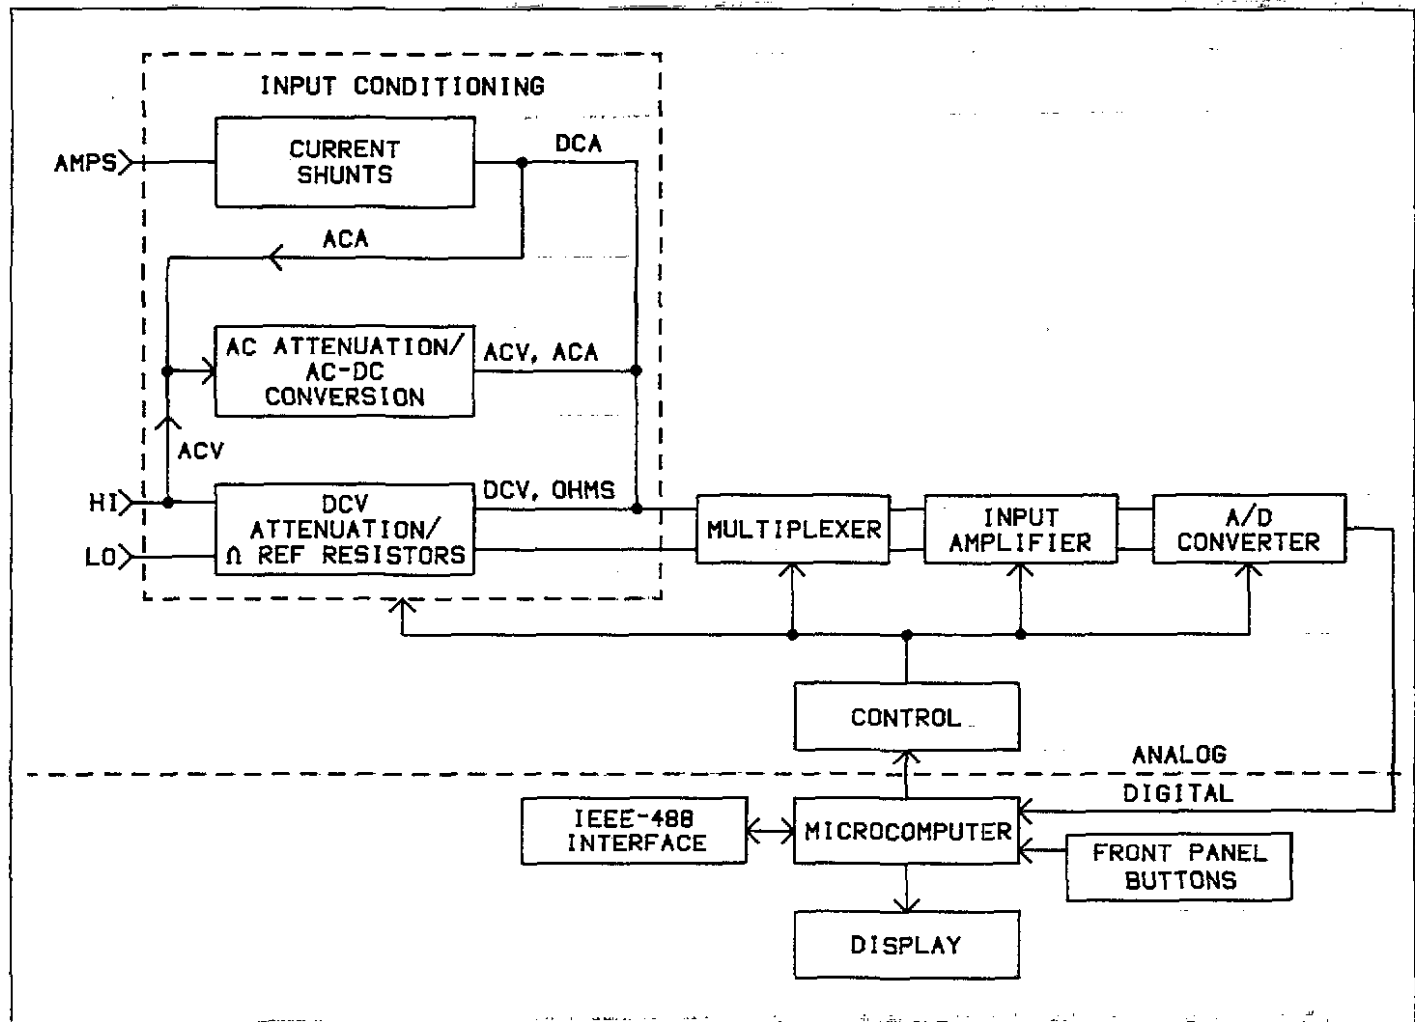 INPUT CONDITIONING
AMPS
CURRENT
SHUNTS
DCA
ACA
AC ATTENUATION/
AC-DC
CONVERSION
ACV, ACA
ACV
HI
LO
DCV
ATTENUATION/
Ω REF RESISTORS
DCV, OHMS
MULTIPLEXER
INPUT
AMPLIFIER
A/D
CONVERTER
CONTROL
ANALOG
DIGITAL
IEEE-488
INTERFACE
MICROCOMPUTER
FRONT PANEL
BUTTONS
DISPLAY